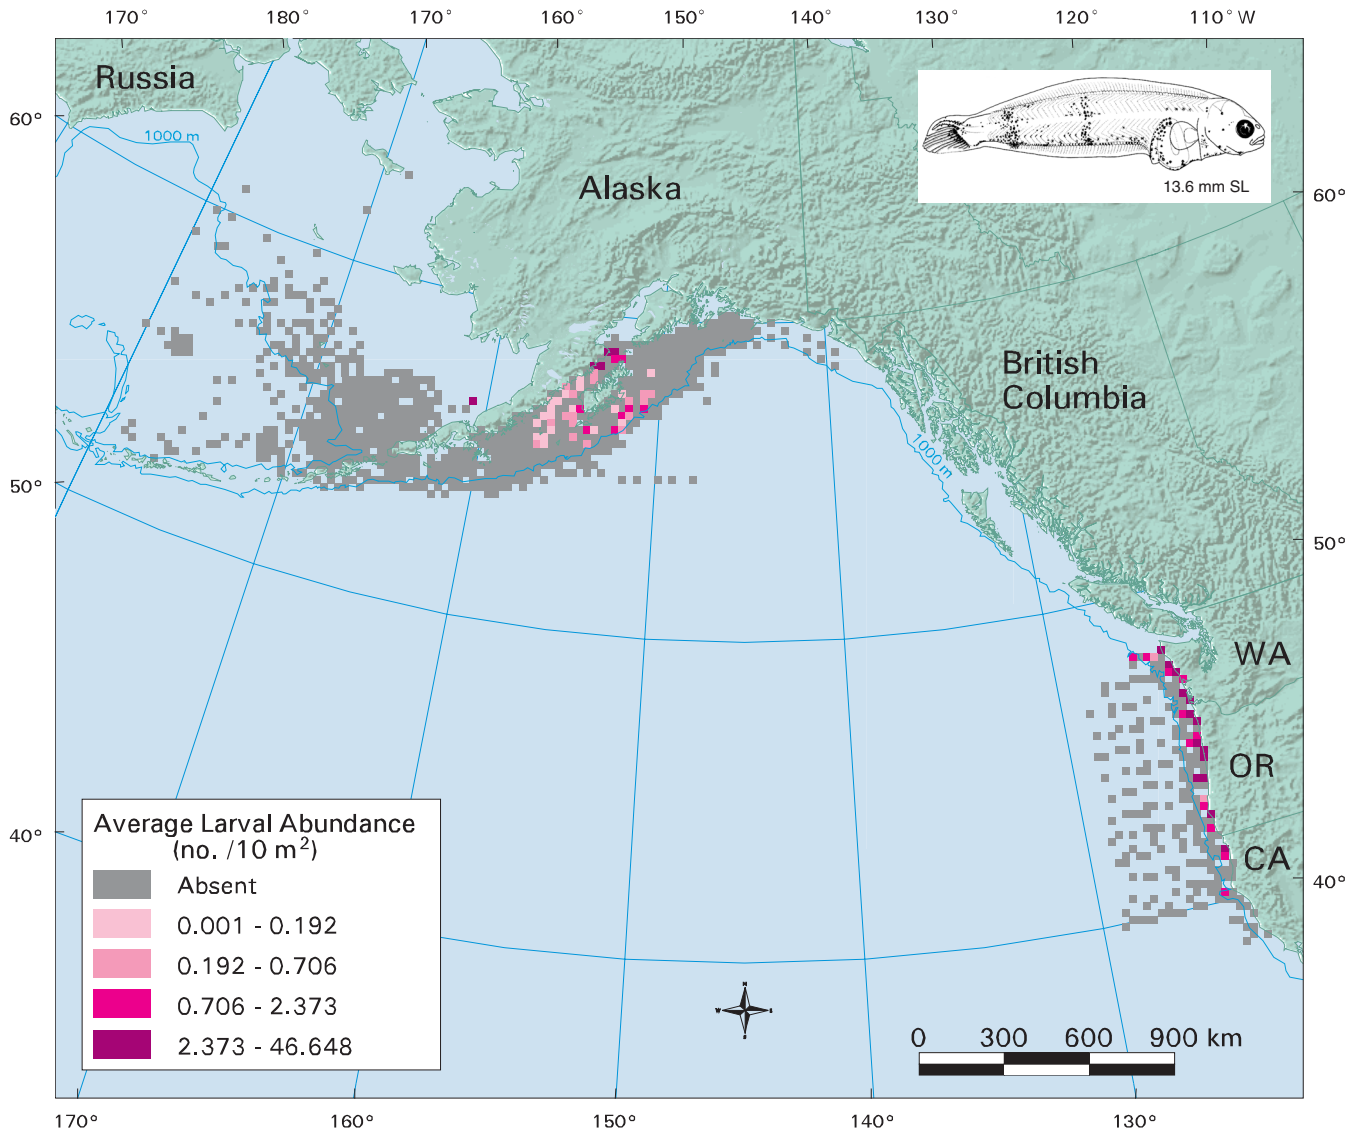 170° 180° 170° 160° 150° 140° 130° 120° 110° W
60°
50°
40°
60°
50°
40°
170° 160° 150° 140° 130°
Russia
1000 m
Alaska
13.6 mm SL
British
Columbia
1000 m
WA
OR
CA
Average Larval Abundance
(no. /10 m²)
Absent
0.001 - 0.192
0.192 - 0.706
0.706 - 2.373
2.373 - 46.648
N
W
S
0 300 600 900 km